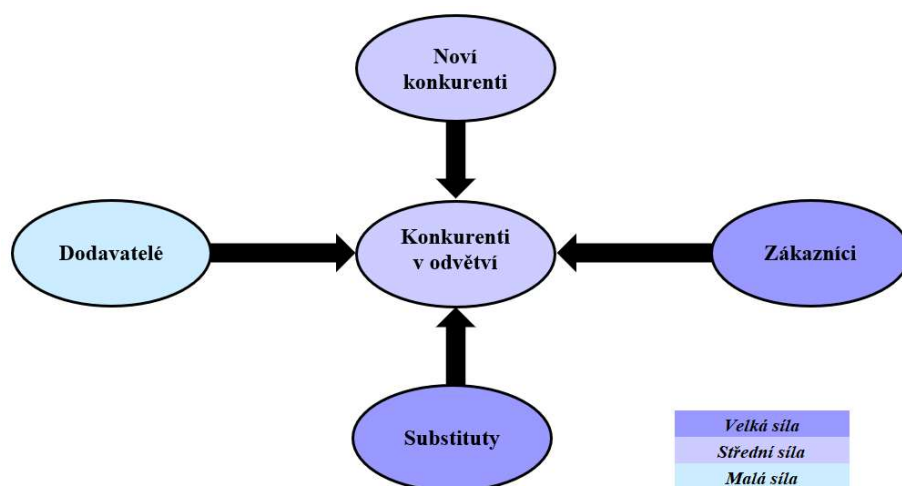 Noví
konkurenti
Dodavatelé
Konkurenti
v odvětví
Zákazníci
Substituty
Velká síla
Střední síla
Malá síla